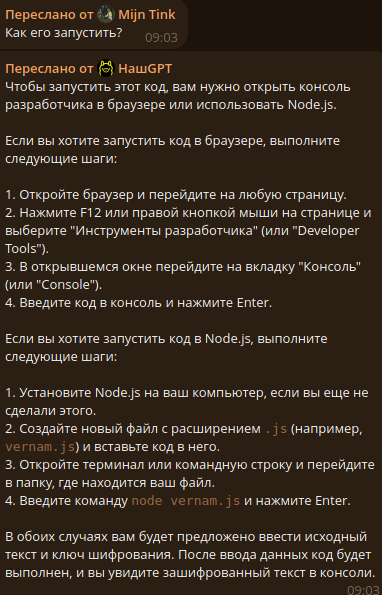 Переслано от Mijn Tink
Как его запустить?
09:03
Переслано от НашGPT
Чтобы запустить этот код, вам нужно открыть консоль
разработчика в браузере или использовать Node.js.
Если вы хотите запустить код в браузере, выполните
следующие шаги:
1. Откройте браузер и перейдите на любую страницу.
2. Нажмите F12 или правой кнопкой мыши на странице и
выберите "Инструменты разработчика" (или "Developer
Tools").
3. В открывшемся окне перейдите на вкладку "Консоль"
(или "Console").
4. Введите код в консоль и нажмите Enter.
Если вы хотите запустить код в Node.js, выполните
следующие шаги:
1. Установите Node.js на ваш компьютер, если вы еще не
сделали этого.
2. Создайте новый файл с расширением .js (например,
vernam.js) и вставьте код в него.
3. Откройте терминал или командную строку и перейдите
в папку, где находится ваш файл.
4. Введите команду node vernam.js и нажмите Enter.
В обоих случаях вам будет предложено ввести исходный
текст и ключ шифрования. После ввода данных код будет
выполнен, и вы увидите зашифрованный текст в консоли.
09:03